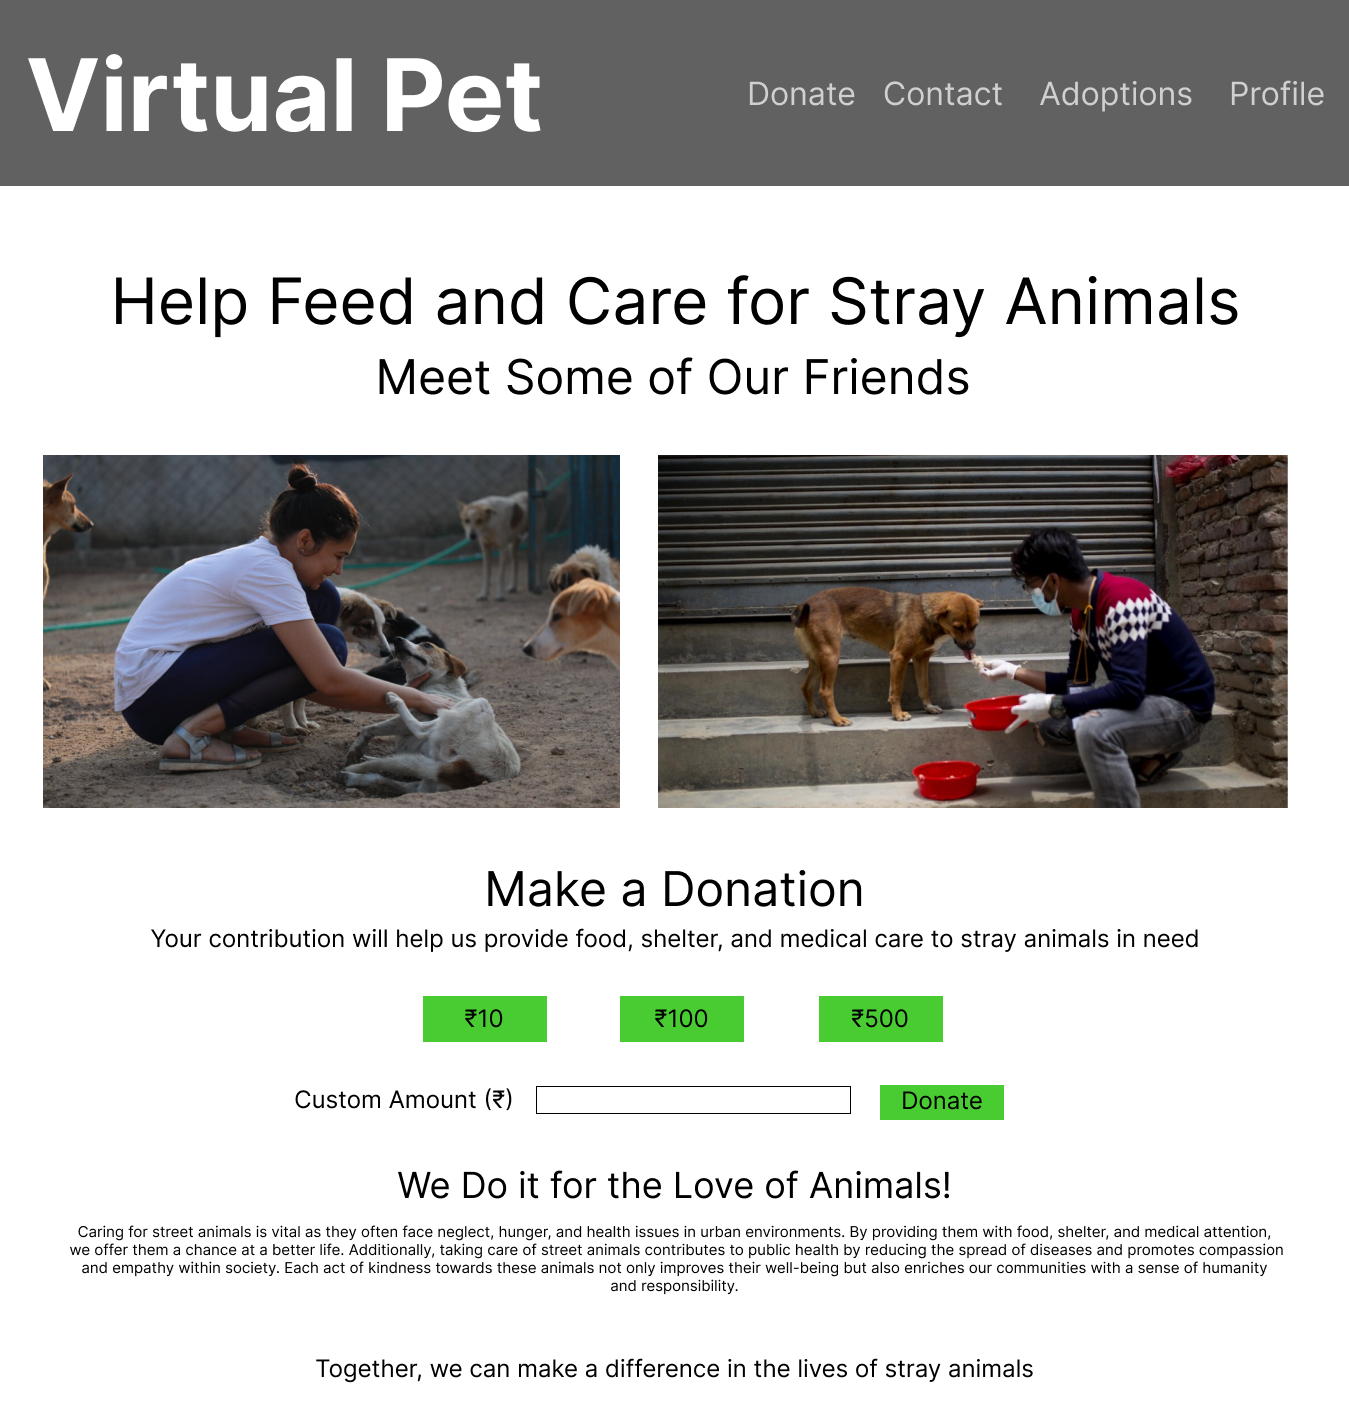 Virtual Pet
Donate Contact Adoptions Profile
Help Feed and Care for Stray Animals
Meet Some of Our Friends
Make a Donation
Your contribution will help us provide food, shelter, and medical care to stray animals in need
₹10 ₹100 ₹500
Custom Amount (₹) Donate
We Do it for the Love of Animals!
Caring for street animals is vital as they often face neglect, hunger, and health issues in urban environments. By providing them with food, shelter, and medical attention,
we offer them a chance at a better life. Additionally, taking care of street animals contributes to public health by reducing the spread of diseases and promotes compassion
and empathy within society. Each act of kindness towards these animals not only improves their well-being but also enriches our communities with a sense of humanity
and responsibility.
Together, we can make a difference in the lives of stray animals